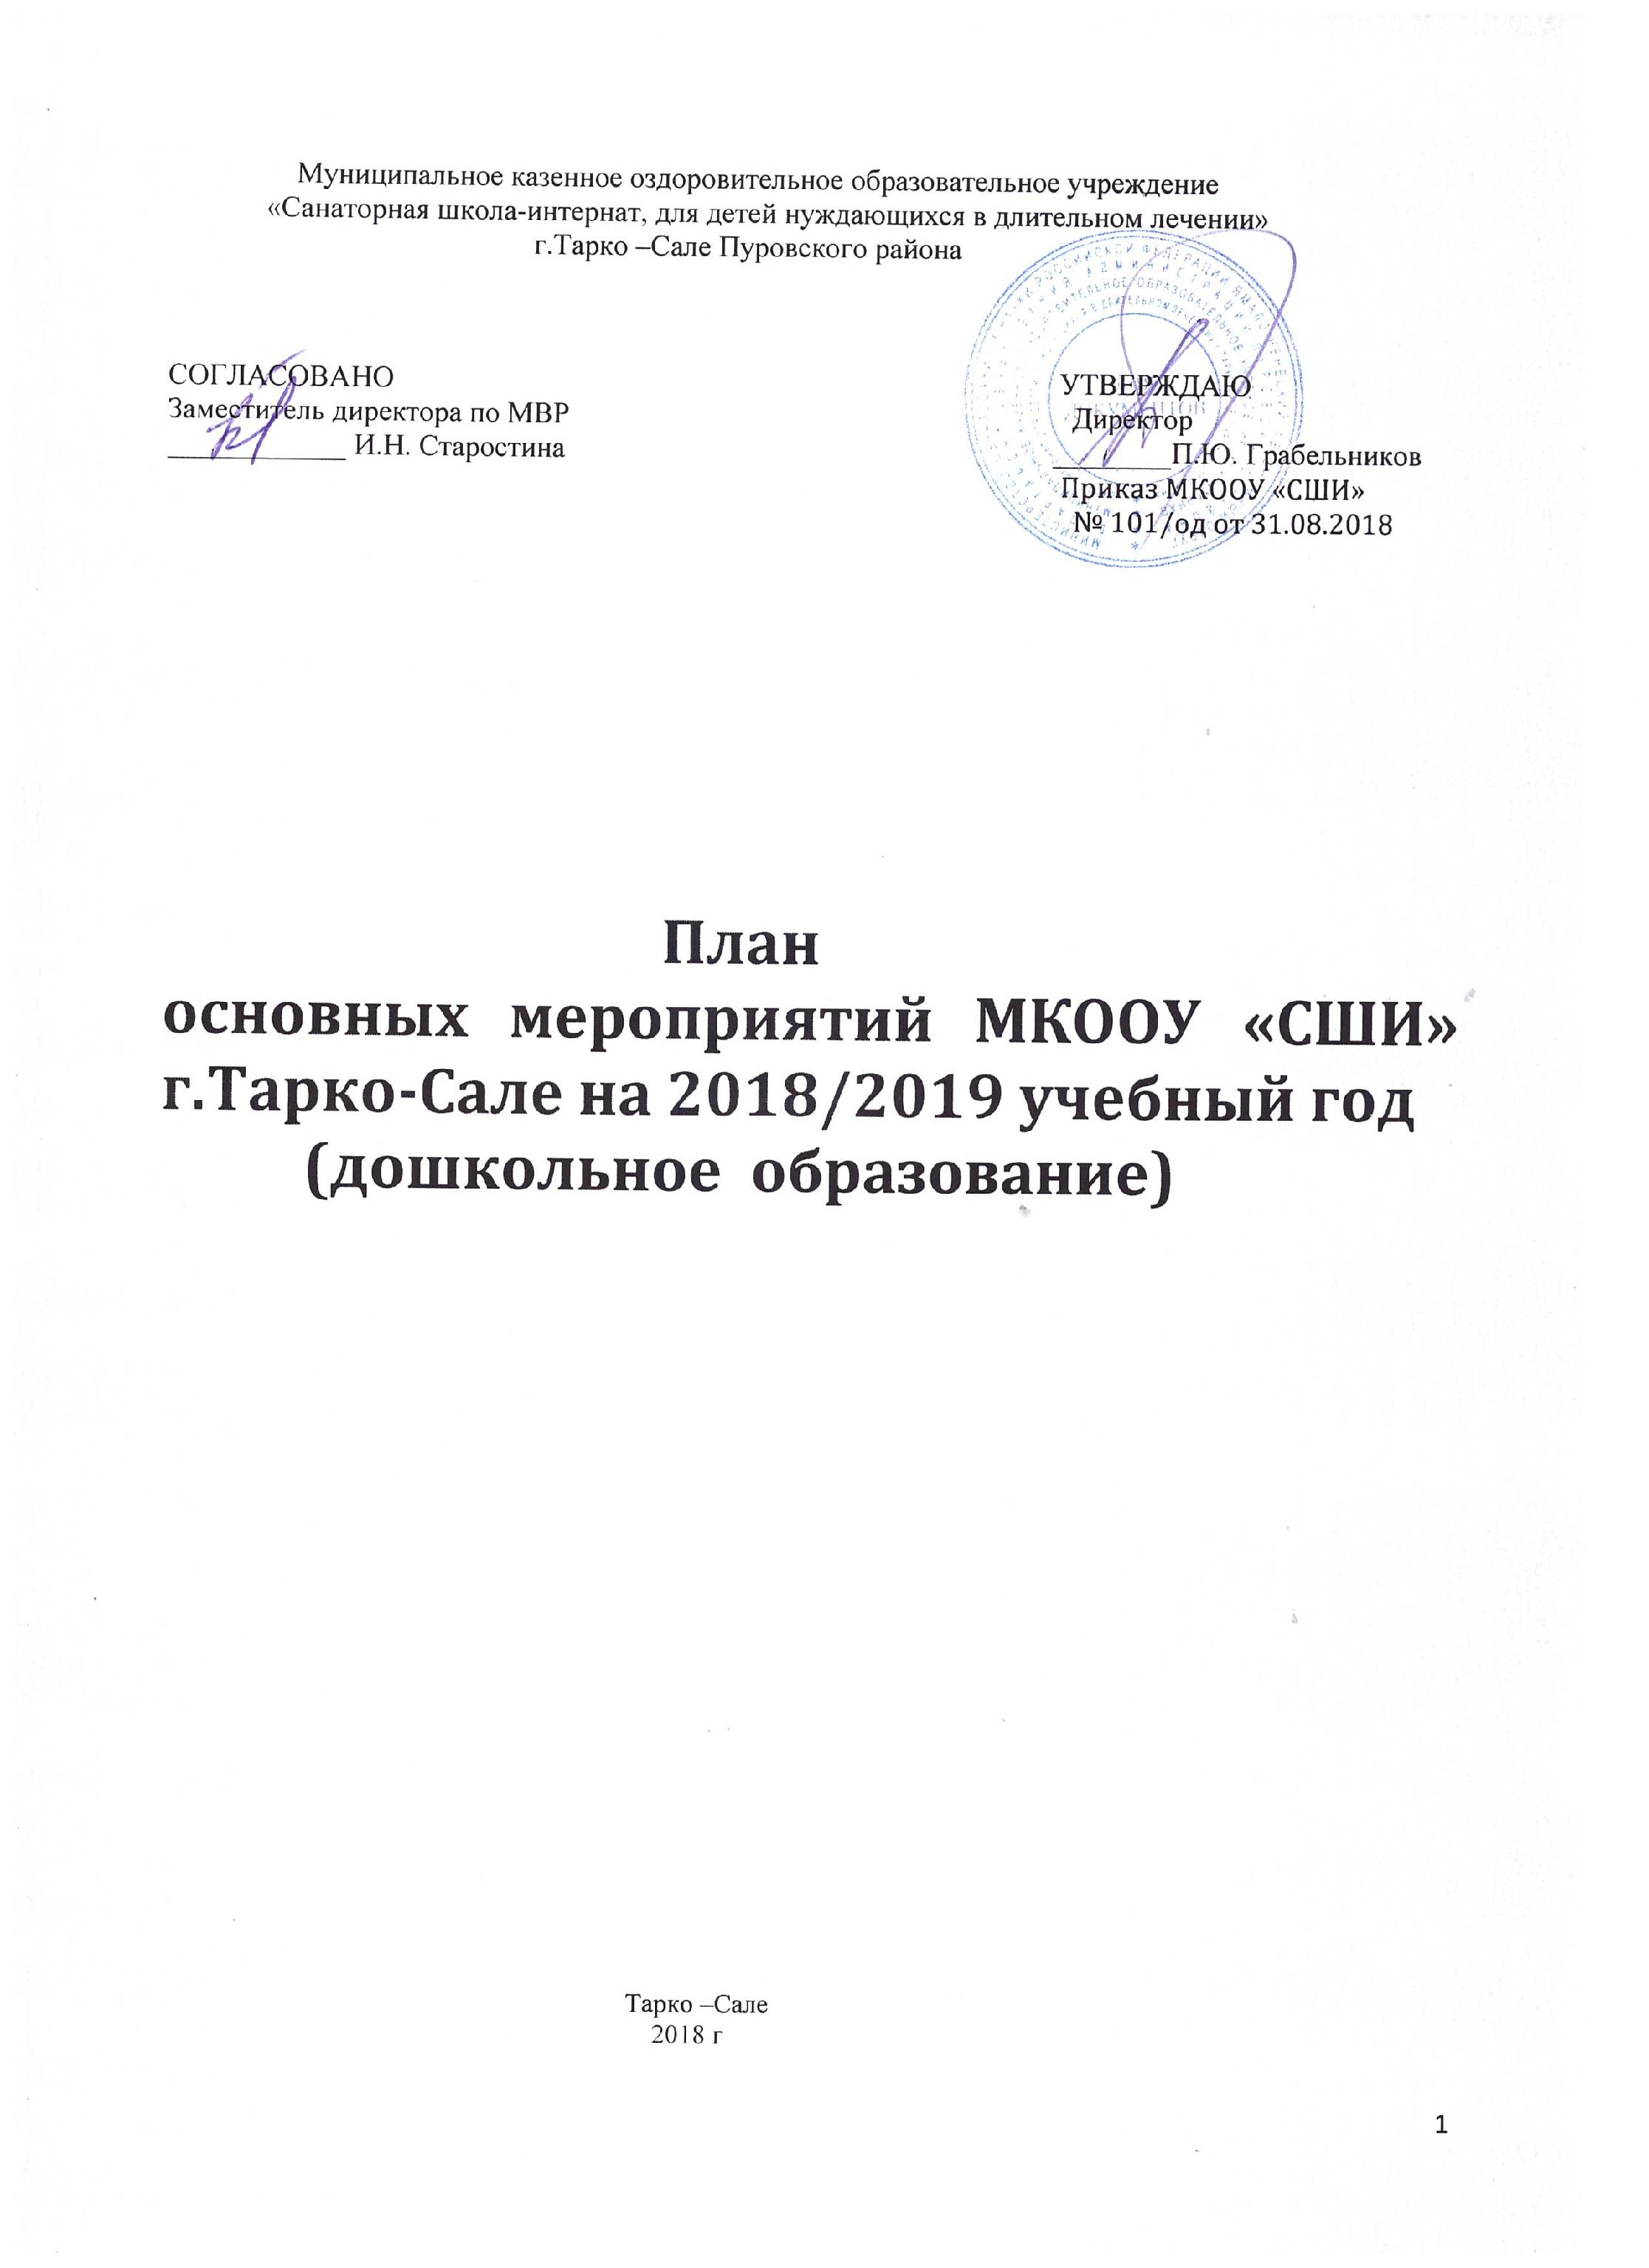 Муниципальное казенное оздоровительное образовательное учреждение
«Санаторная школа-интернат, для детей нуждающихся в длительном лечении»
г.Тарко –Сале Пуровского района
СОГЛАСОВАНО
Заместитель директора по МВР
_____________ И.Н. Старостина
УТВЕРЖДАЮ
Директор
________П.Ю. Грабельников
Приказ МКООУ «СШИ»
№ 101/од от 31.08.2018
План
основных мероприятий МКООУ «СШИ»
г.Тарко-Сале на 2018/2019 учебный год
(дошкольное образование)
Тарко –Сале
2018 г
1